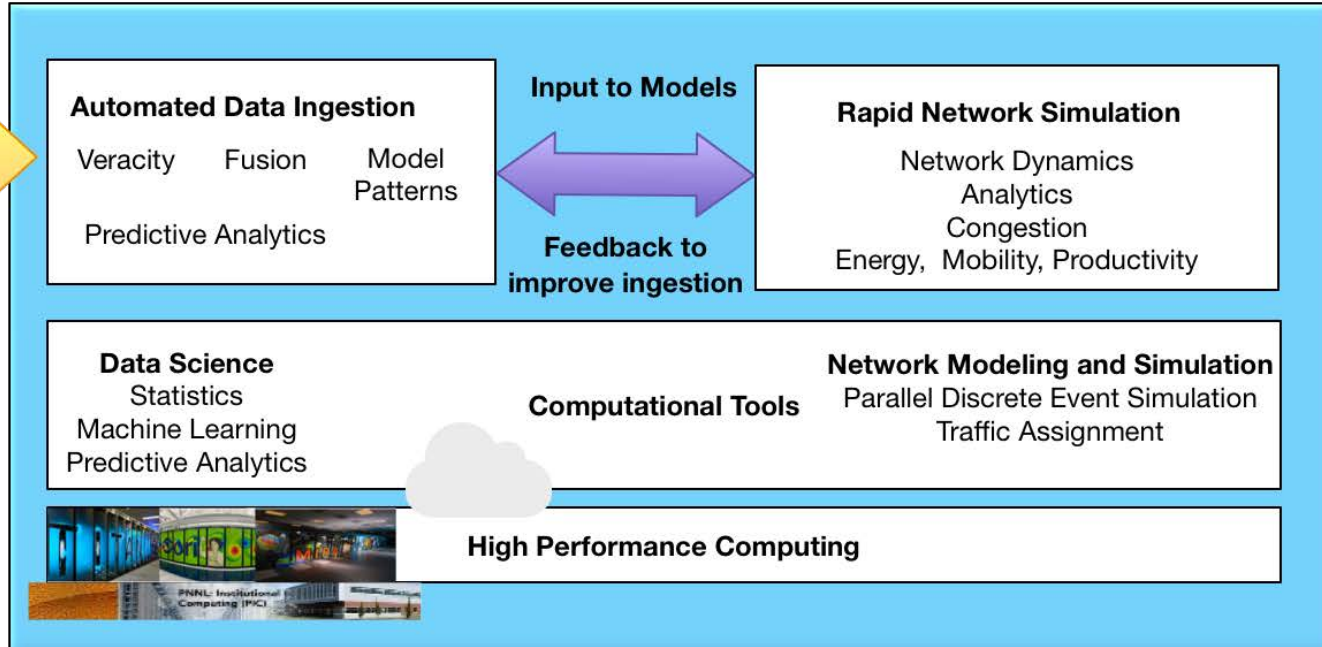 Automated Data Ingestion
Veracity Fusion Model
Patterns
Predictive Analytics
Input to Models
Feedback to
improve ingestion
Rapid Network Simulation
Network Dynamics
Analytics
Congestion
Energy, Mobility, Productivity
Data Science
Statistics
Machine Learning
Predictive Analytics
Computational Tools
Network Modeling and Simulation
Parallel Discrete Event Simulation
Traffic Assignment
High Performance Computing
PNNL: Institutional
Computing (PIC)